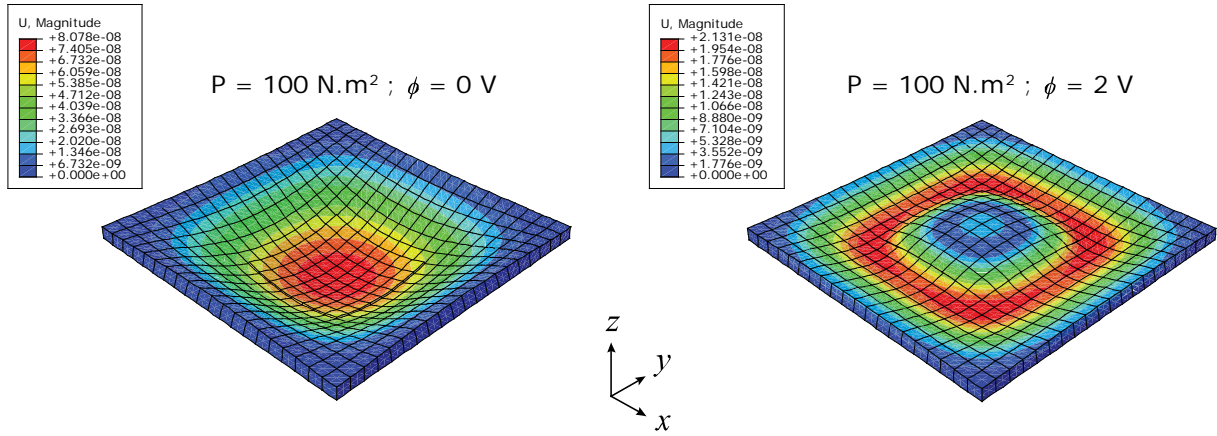 U, Magnitude
+8.078e-08
+7.405e-08
+6.732e-08
+6.059e-08
+5.385e-08
+4.712e-08
+4.039e-08
+3.366e-08
+2.693e-08
+2.020e-08
+1.346e-08
+6.732e-09
+0.000e+00
P = 100 N.m² ; ϕ = 0 V
U, Magnitude
+2.131e-08
+1.954e-08
+1.776e-08
+1.598e-08
+1.421e-08
+1.243e-08
+1.066e-08
+8.880e-09
+7.104e-09
+5.328e-09
+3.552e-09
+1.776e-09
+0.000e+00
P = 100 N.m² ; ϕ = 2 V
z
y
x